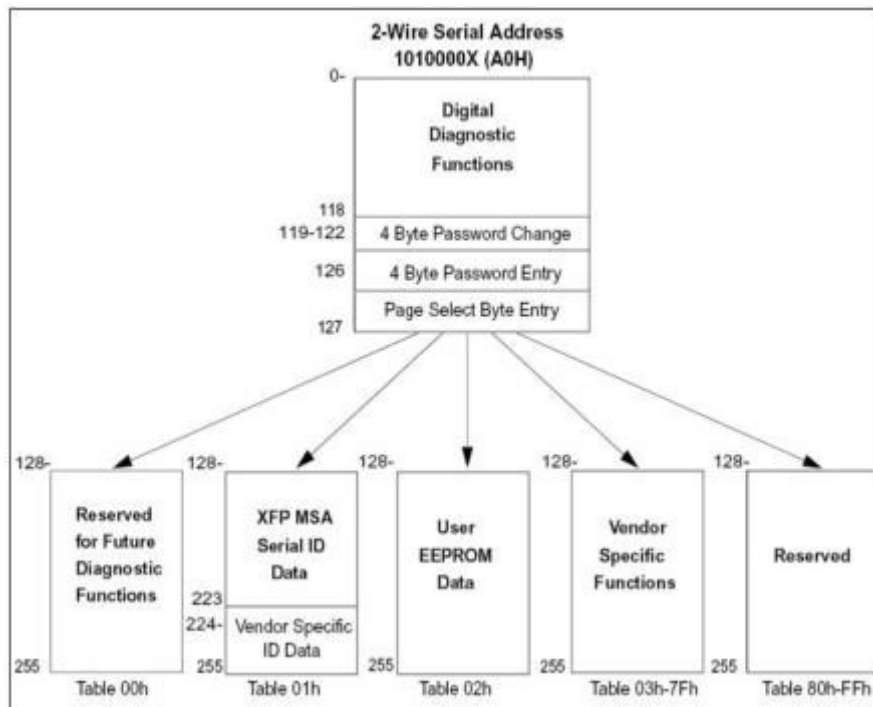 2-Wire Serial Address
1010000X (A0H)
0-
Digital
Diagnostic
Functions
118
119-122
4 Byte Password Change
126
4 Byte Password Entry
Page Select Byte Entry
127
128-
Reserved
for Future
Diagnostic
Functions
255
Table 00h
128-
XFP MSA
Serial ID
Data
223
224-
Vendor Specific
ID Data
255
Table 01h
128-
User
EEPROM
Data
255
Table 02h
128-
Vendor
Specific
Functions
255
Table 03h-7Fh
128-
Reserved
255
Table 80h-FFh